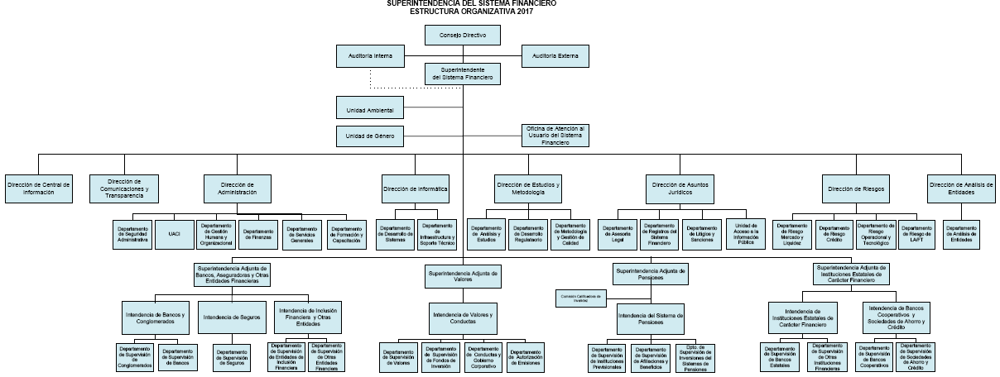 SUPERINTENDENCIA DEL SISTEMA FINANCIERO
ESTRUCTURA ORGANIZATIVA 2017
Consejo Directivo
Auditoría Interna
Auditoría Externa
Superintendente
del Sistema Financiero
Unidad Ambiental
Unidad de Género
Oficina de Atención al
Usuario del Sistema
Financiero
Dirección de Central de
Información
Dirección de
Comunicaciones y
Transparencia
Dirección de
Administración
Dirección de Informática
Dirección de Estudios y
Metodología
Dirección de Asuntos
Jurídicos
Dirección de Riesgos
Dirección de Análisis de
Entidades
Departamento
de Seguridad
Administrativa
UACI
Departamento
de Gestión
Humana y
Organizacional
Departamento
de Finanzas
Departamento
de Servicios
Generales
Departamento
de Formación y
Capacitación
Departamento
de Desarrollo de
Sistemas
Departamento
de
Infraestructura y
Soporte Técnico
Departamento
de Análisis y
Estudios
Departamento
de Desarrollo
Regulatorio
Departamento
de Metodología
y Gestión de
Calidad
Departamento
de Asesoría
Legal
Departamento
de Registros del
Sistema
Financiero
Departamento
de Litigios y
Sanciones
Unidad de
Acceso a la
Información
Pública
Departamento
de Riesgo
Mercado y
Liquidez
Departamento
de Riesgo
Crédito
Departamento de
Riesgo
Operacional y
Tecnológico
Departamento
de Riesgo de
LA/FT
Departamento
de Análisis de
Entidades
Superintendencia Adjunta de
Bancos, Aseguradoras y Otras
Entidades Financieras
Superintendencia Adjunta de
Valores
Superintendencia Adjunta de
Pensiones
Superintendencia Adjunta de
Instituciones Estatales de
Carácter Financiero
Comisión Calificadora de
Invalidez
Intendencia de Bancos y
Conglomerados
Intendencia de Seguros
Intendencia de Inclusión
Financiera y Otras
Entidades
Intendencia de Valores y
Conductas
Intendencia del Sistema de
Pensiones
Intendencia de
Instituciones Estatales de
Carácter Financiero
Intendencia de Bancos
Cooperativos y
Sociedades de Ahorro y
Crédito
Departamento
de Supervisión
de
Conglomerados
Departamento
de Supervisión
de Bancos
Departamento
de Supervisión
de Seguros
Departamento
de Supervisión
de Entidades de
Inclusión
Financiera
Departamento
de Supervisión
de Otras
Entidades
Financieras
Departamento
de Supervisión
de Valores
Departamento
de Supervisión
de Fondos de
Inversión
Departamento
de Conductas y
Gobierno
Corporativo
Departamento
de Autorización
de Emisiones
Departamento
de Supervisión
de Instituciones
Previsionales
Departamento
de Supervisión
de Afiliaciones y
Beneficios
Dpto. de
Supervisión de
Inversiones del
Sistemas de
Pensiones
Departamento
de Supervisión
de Bancos
Estatales
Departamento
de Supervisión
de Otras
Instituciones
Financieras
Departamento
de Supervisión
de Bancos
Cooperativos
Departamento
de Supervisión
de Sociedades
de Ahorro y
Crédito